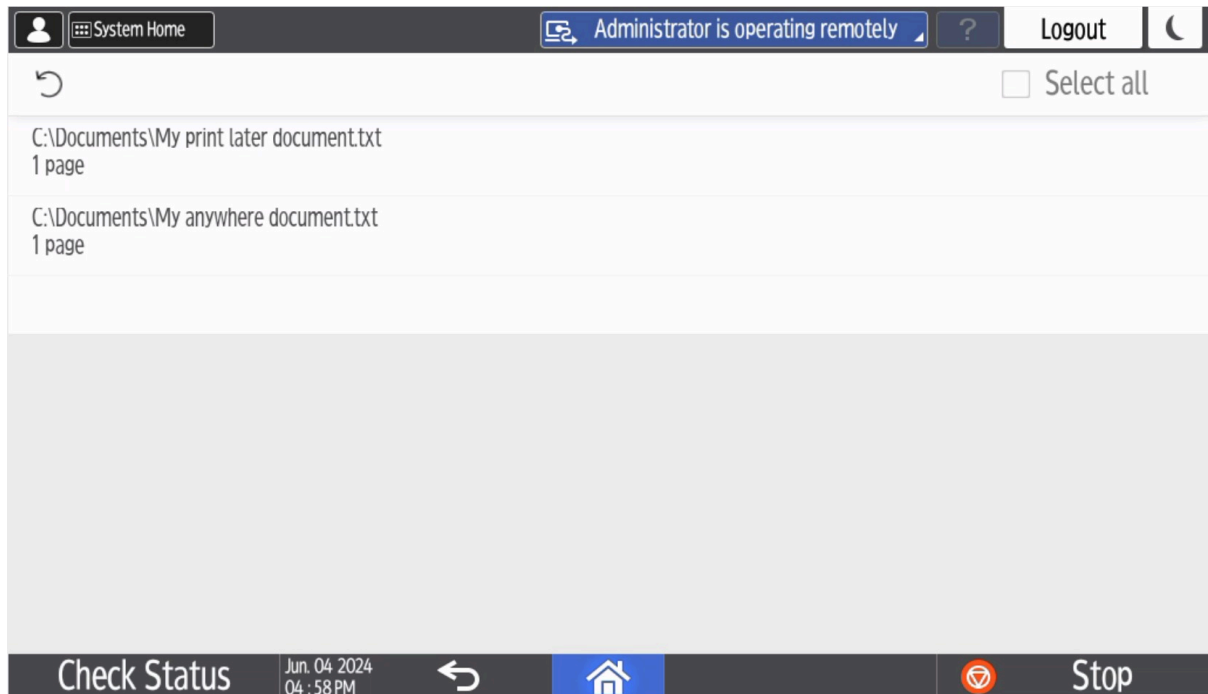 System Home
Administrator is operating remotely
?
Logout
Select all
C:\Documents\My print later document.txt
1 page
C:\Documents\My anywhere document.txt
1 page
Check Status
Jun. 04 2024
04 : 58 PM
Stop